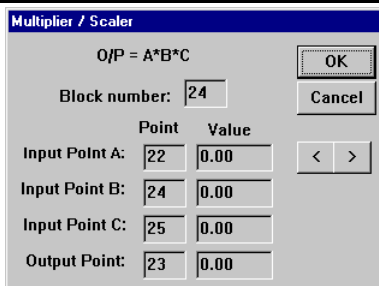 Multiplier / Scaler
O/P = A*B*C
OK
Block number: 24
Cancel
Point Value
Input Point A: 22 0.00
< >
Input Point B: 24 0.00
Input Point C: 25 0.00
Output Point: 23 0.00